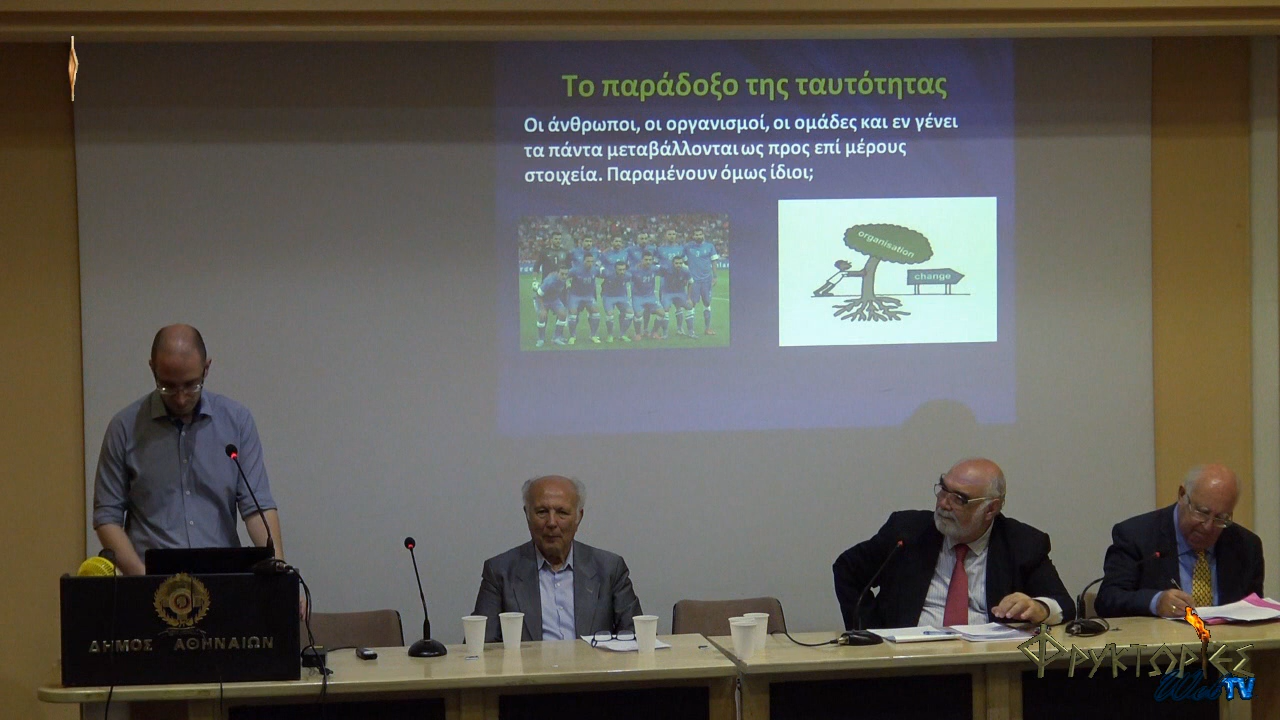 Το παράδοξο της ταυτότητας
Οι άνθρωποι, οι οργανισμοί, οι ομάδες και εν γένει
τα πάντα μεταβάλλονται ως προς επί μέρους
στοιχεία. Παραμένουν όμως ίδιοι;
organisation
change
ΔΗΜΟΣ ΑΘΗΝΑΙΩΝ
ΦΡΥΚΤΩΡΙΕΣ
Web TV